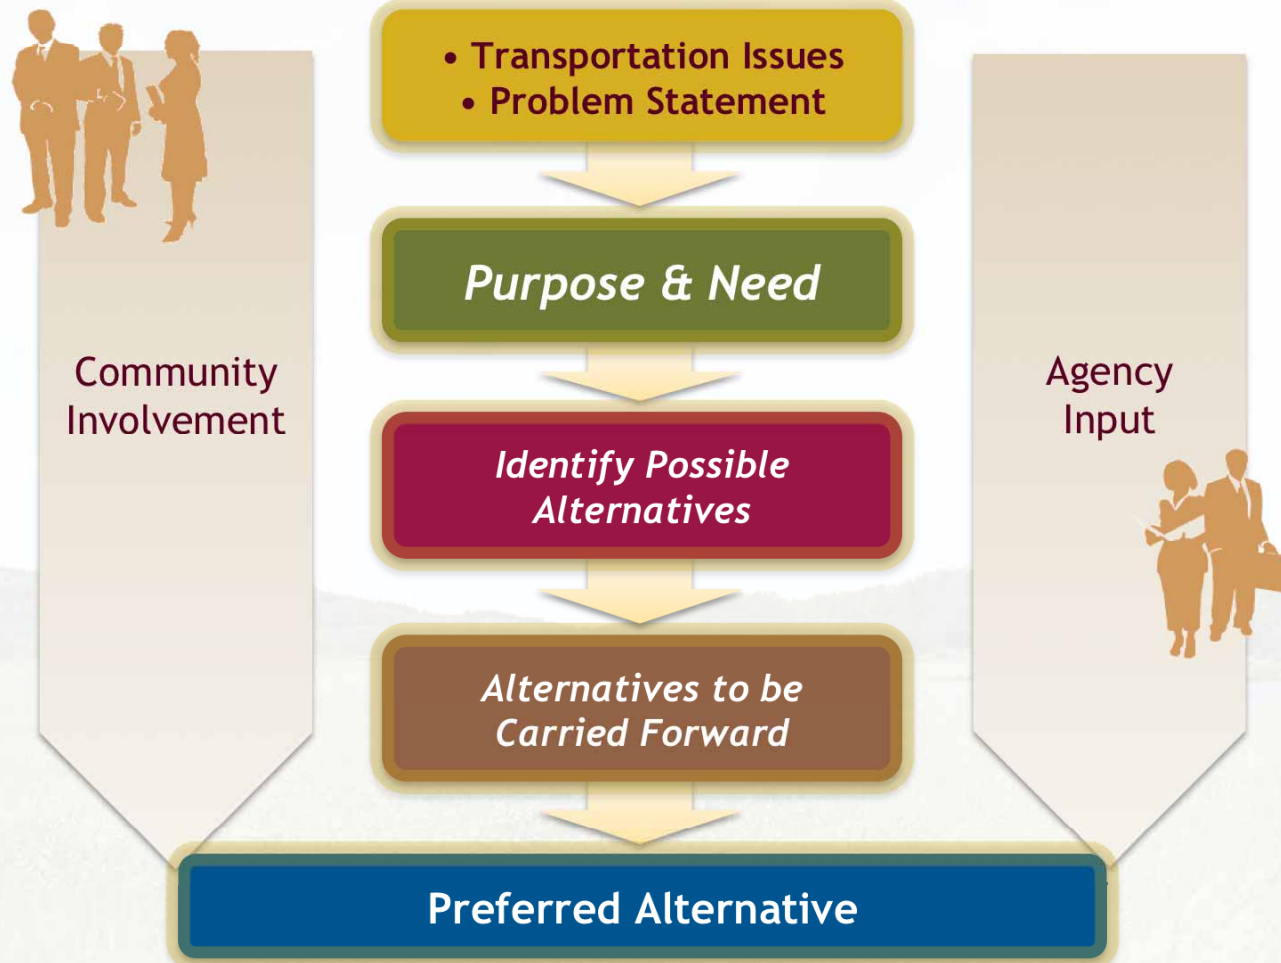 • Transportation Issues
• Problem Statement
Purpose & Need
Community
Involvement
Agency
Input
Identify Possible
Alternatives
Alternatives to be
Carried Forward
Preferred Alternative